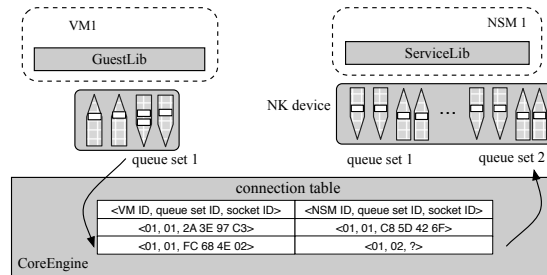 VM1
NSM 1
GuestLib
ServiceLib
NK device
...
queue set 1
queue set 1
queue set 2
connection table
<VM ID, queue set ID, socket ID>
<NSM ID, queue set ID, socket ID>
<01, 01, 2A 3E 97 C3>
<01, 01, C8 5D 42 6F>
<01, 01, FC 68 4E 02>
<01, 02, ?>
CoreEngine